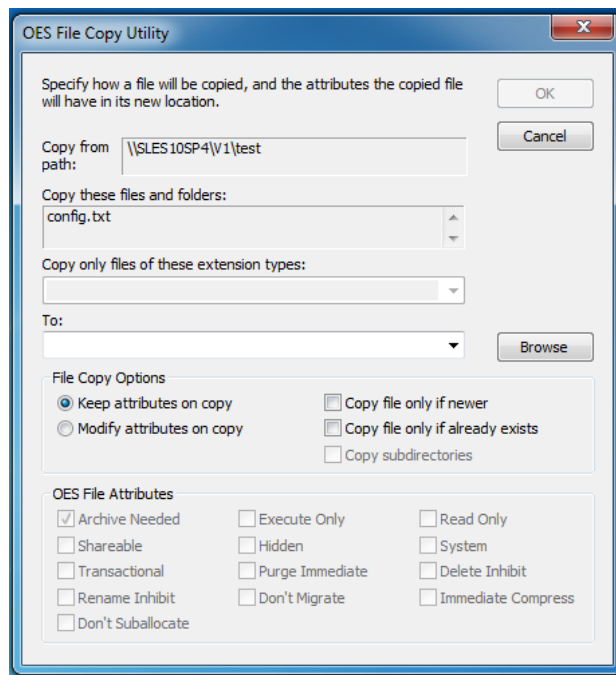 OES File Copy Utility
Specify how a file will be copied, and the attributes the copied file
will have in its new location.
OK
Cancel
Copy from
path:
\\SLES10SP4\V1\test
Copy these files and folders:
config.txt
Copy only files of these extension types:
To:
Browse
File Copy Options
Keep attributes on copy
Copy file only if newer
Modify attributes on copy
Copy file only if already exists
Copy subdirectories
OES File Attributes
Archive Needed
Execute Only
Read Only
Shareable
Hidden
System
Transactional
Purge Immediate
Delete Inhibit
Rename Inhibit
Don't Migrate
Immediate Compress
Don't Suballocate